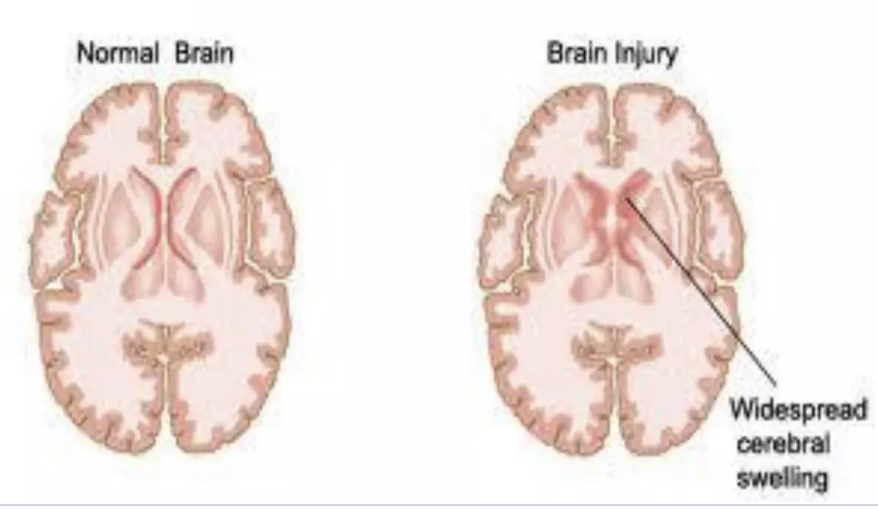 Normal Brain
Brain Injury
Widespread
cerebral
swelling